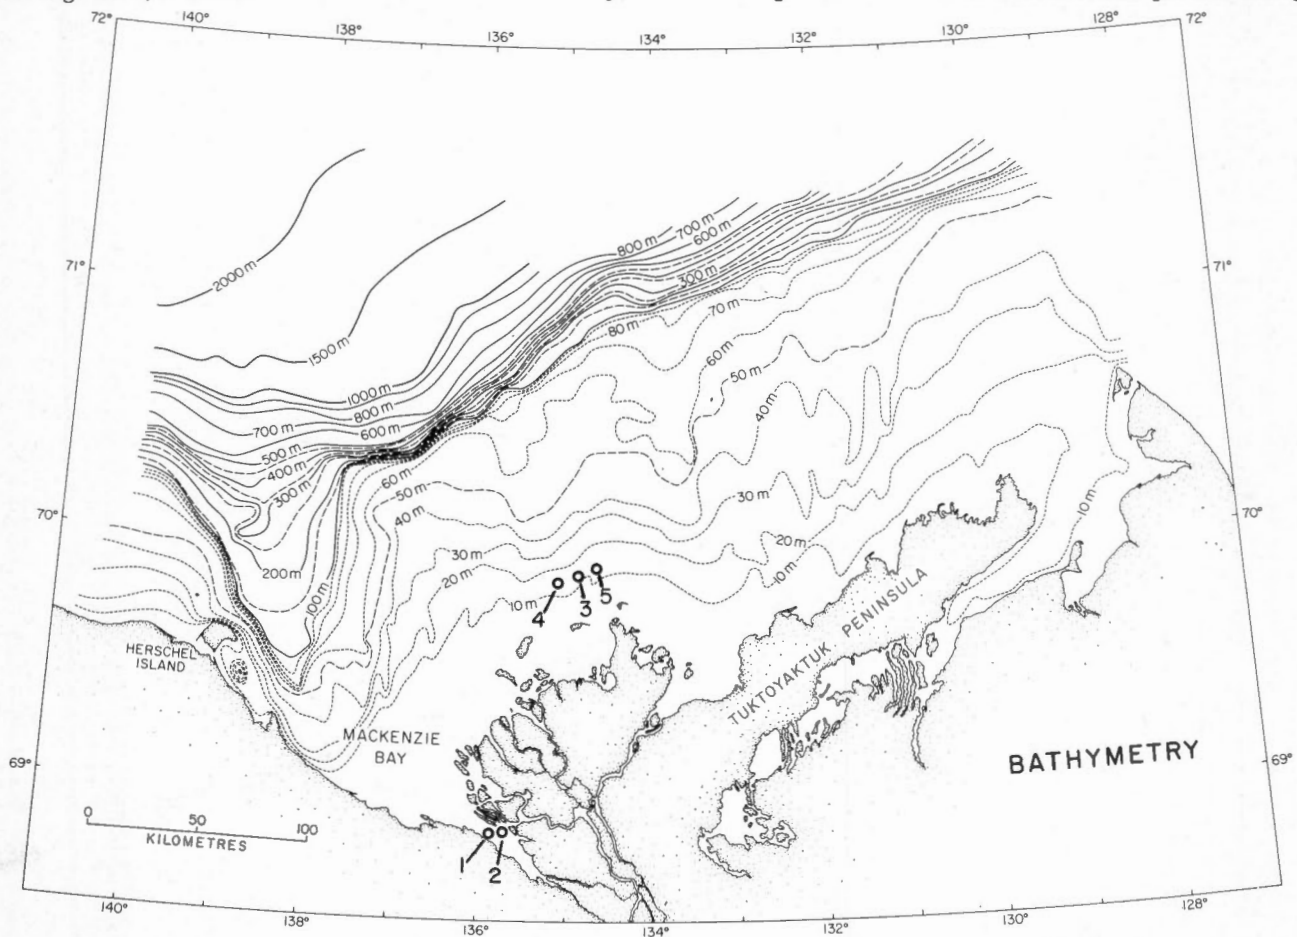 72° 140° 138° 136° 134° 132° 130° 128° 72°
800 m
700 m
600 m
2000 m
71°
300 m
71°
70 m
80 m
60 m
1500 m
50 m
1000 m
40 m
800 m
700 m
600 m
500 m
400 m
60 m
300 m
50 m
30 m
10 m
70°
40 m
70°
20 m
30 m
200 m
20 m
10 m
100 m
10 m
4 3 5
HERSCHEL
ISLAND
TUKTOYAKTUK PENINSULA
MACKENZIE
BAY
BATHYMETRY
69°
69°
0 50 100
KILOMETRES
1 2
140° 138° 136° 134° 132° 130° 128°